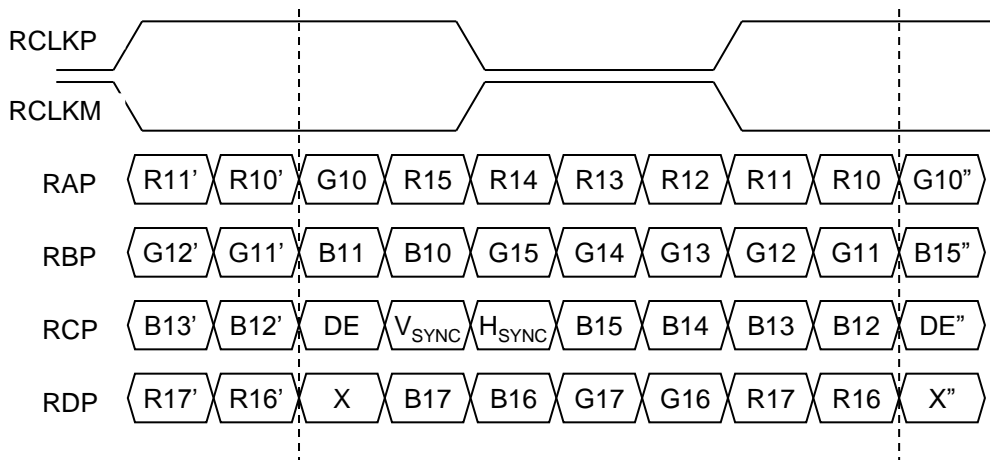 RCLKP
RCLKM
RAP R11’ R10’ G10 R15 R14 R13 R12 R11 R10 G10”
RBP G12’ G11’ B11 B10 G15 G14 G13 G12 G11 B15”
RCP B13’ B12’ DE VSYNC HSYNC B15 B14 B13 B12 DE”
RDP R17’ R16’ X B17 B16 G17 G16 R17 R16 X”